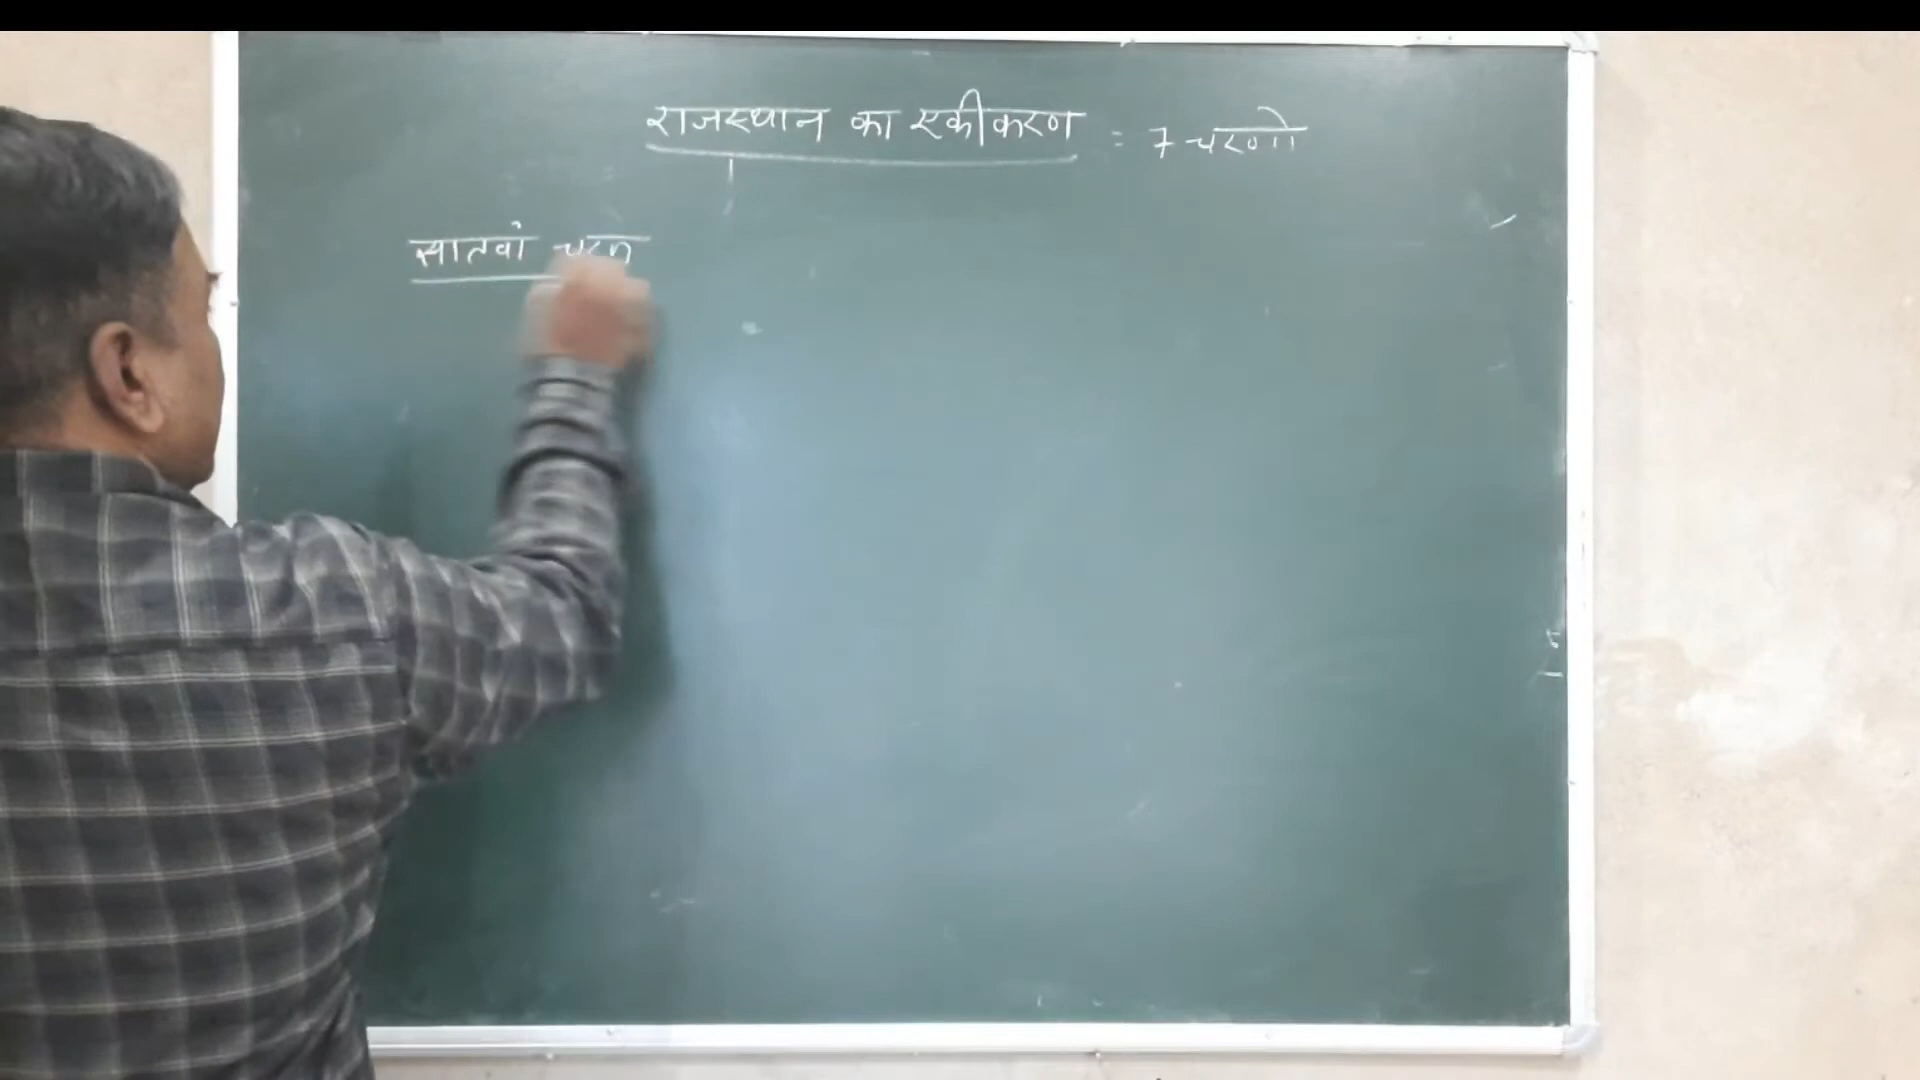 राजस्थान का एकीकरण = 7 चरणो
सातवां चरण